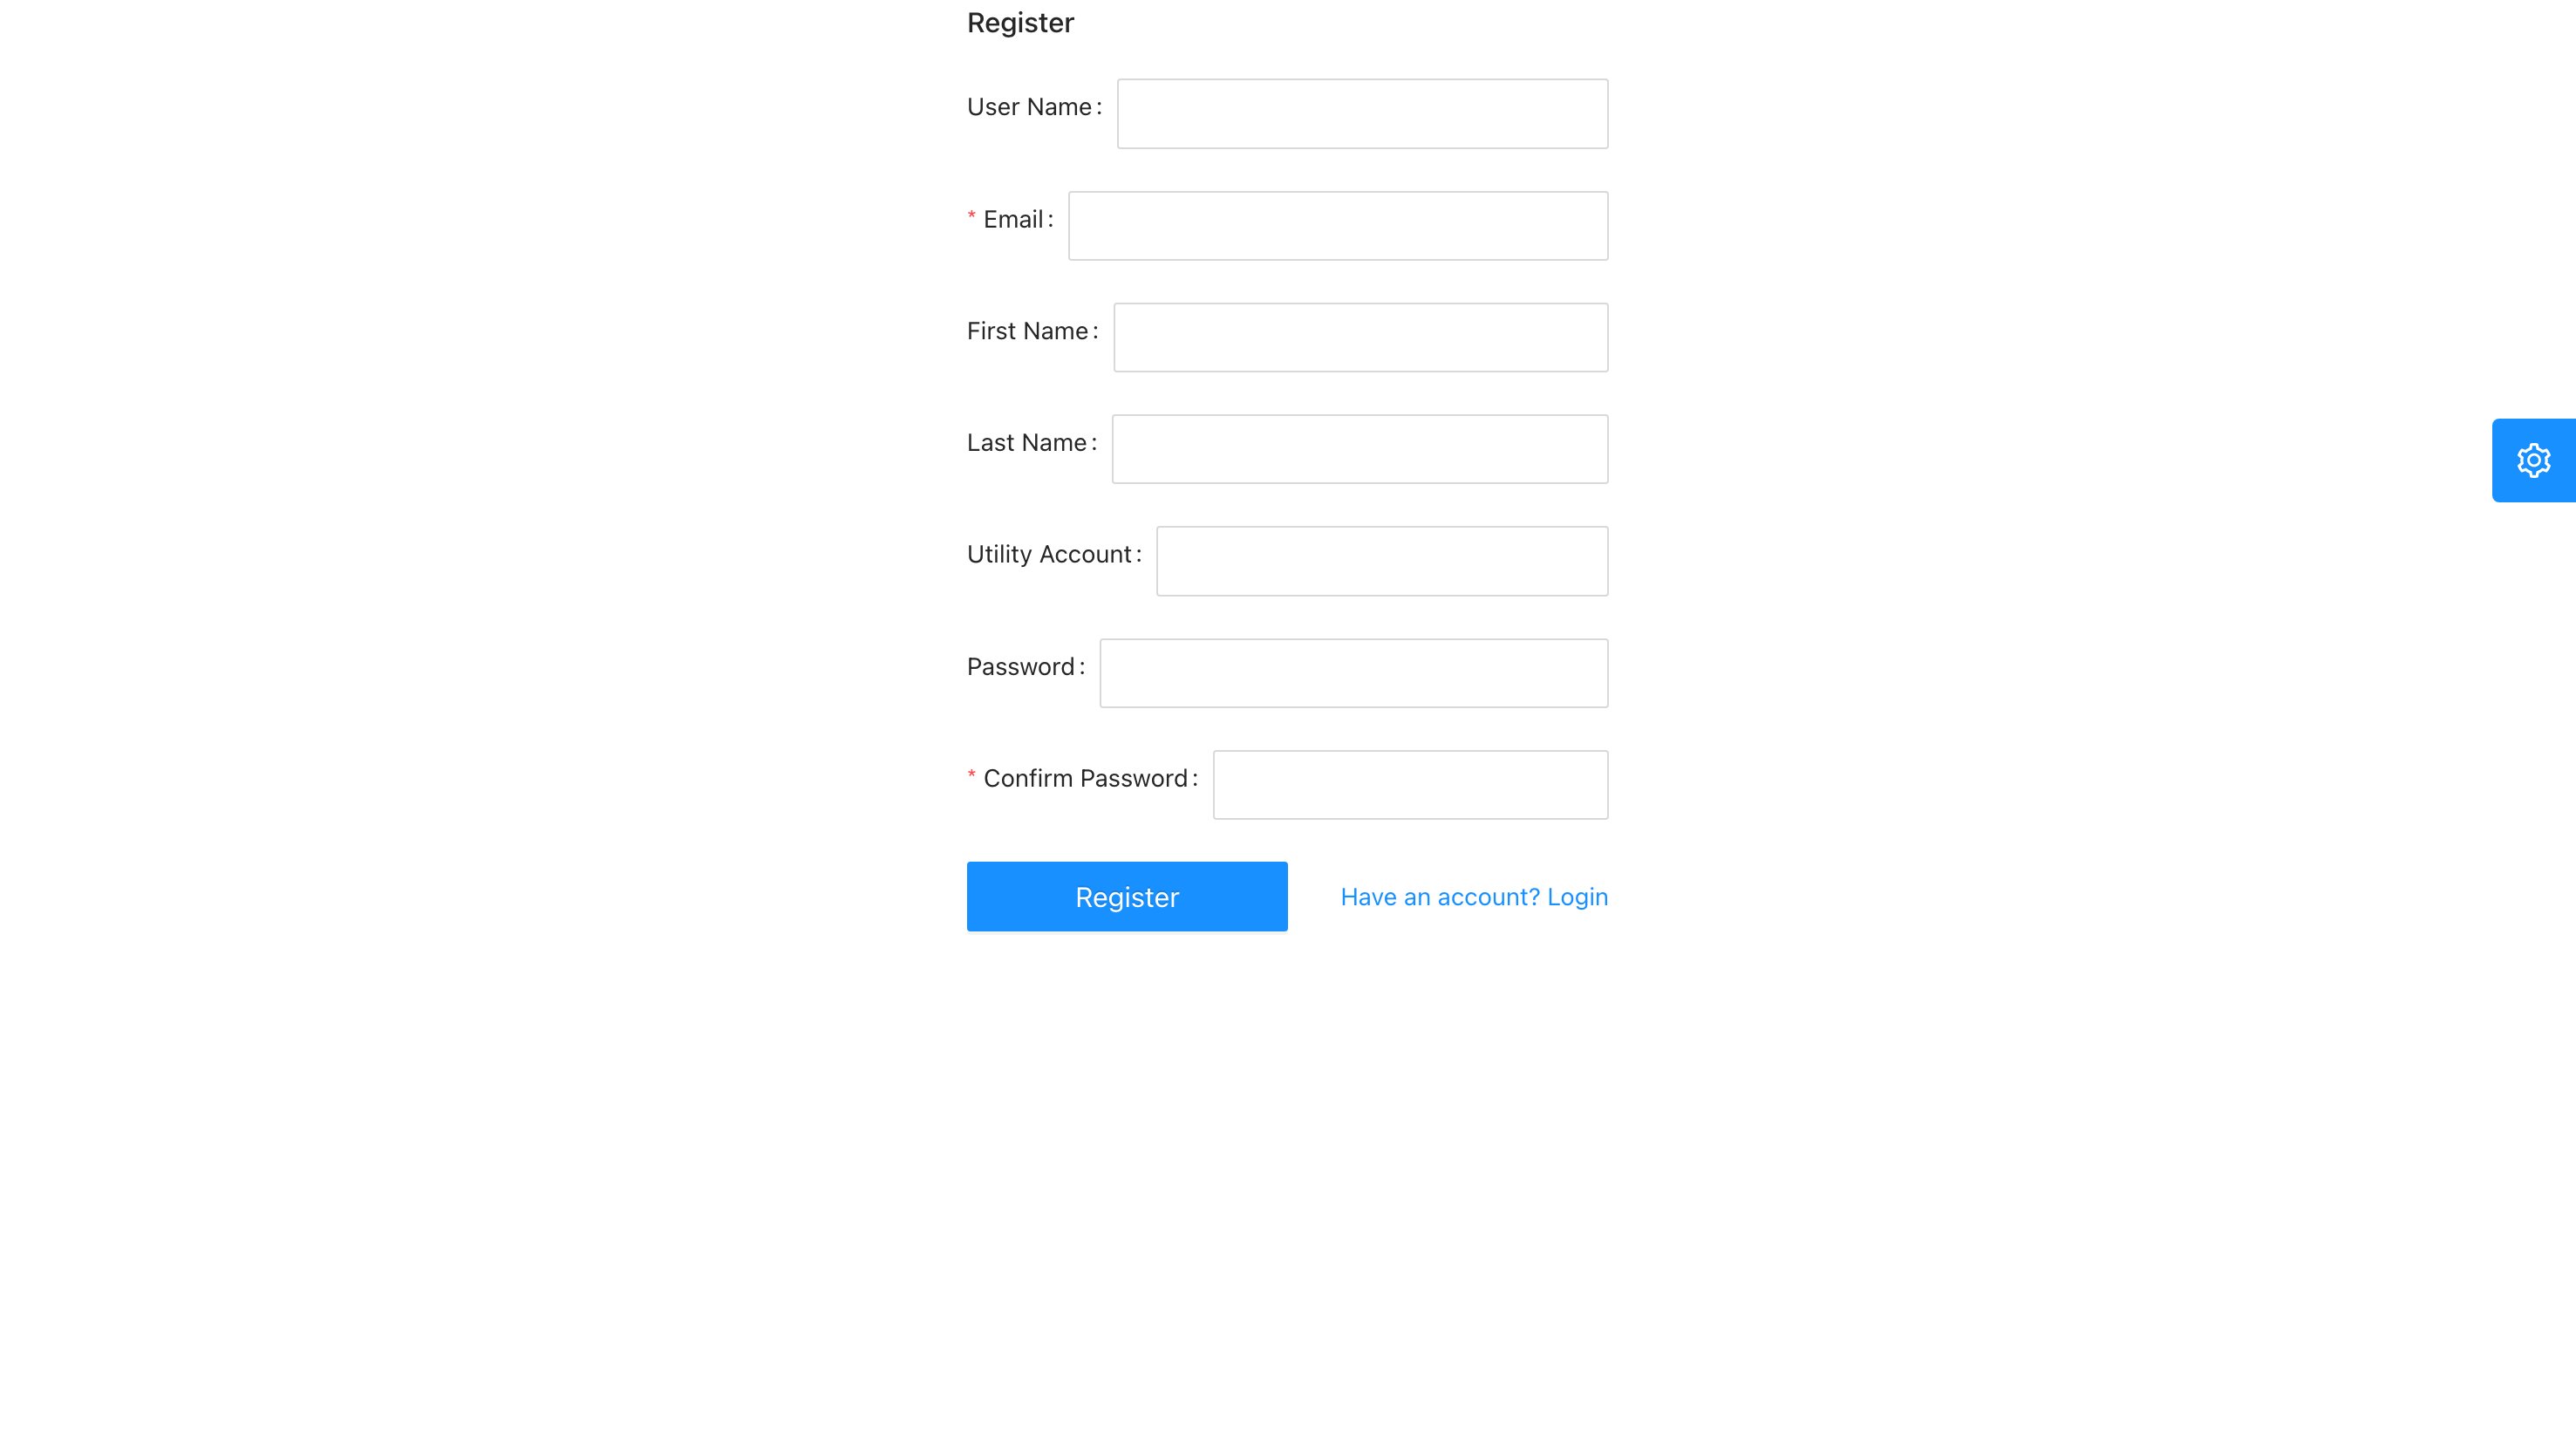 Register
User Name :
* Email :
First Name :
Last Name :
Utility Account :
Password :
* Confirm Password :
Register Have an account? Login